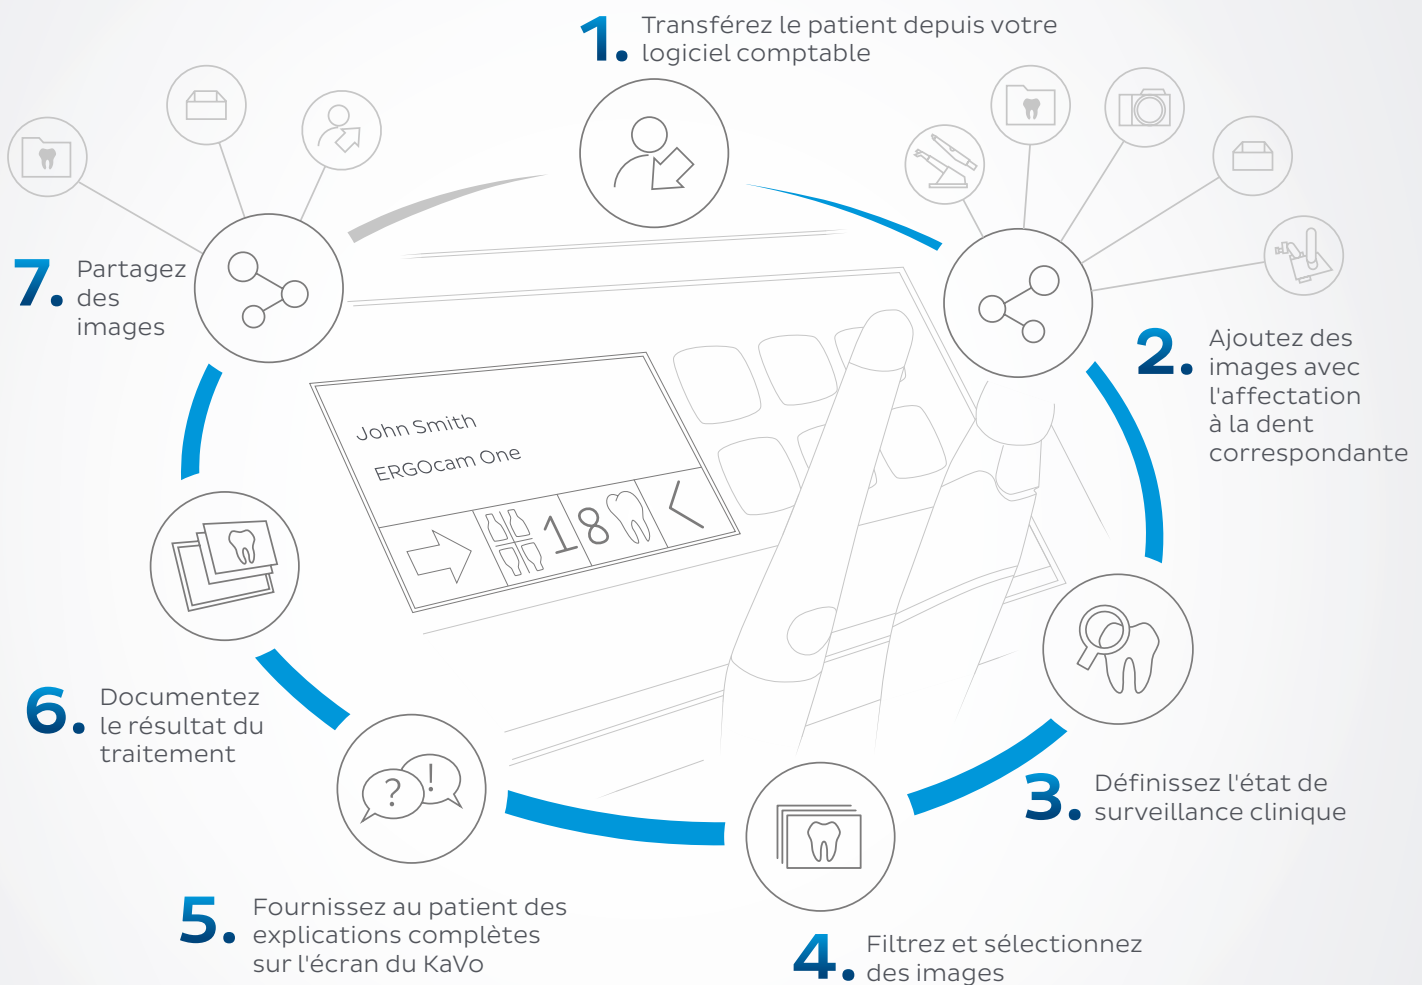 1. Transférez le patient depuis votre
logiciel comptable
2. Ajoutez des
images avec
l'affectation
à la dent
correspondante
3. Définissez l'état de
surveillance clinique
4. Filtrez et sélectionnez
des images
5. Fournissez au patient des
explications complètes
sur l'écran du KaVo
6. Documentez
le résultat du
traitement
7. Partagez
des
images
John Smith
ERGOcam One
1 8
? !